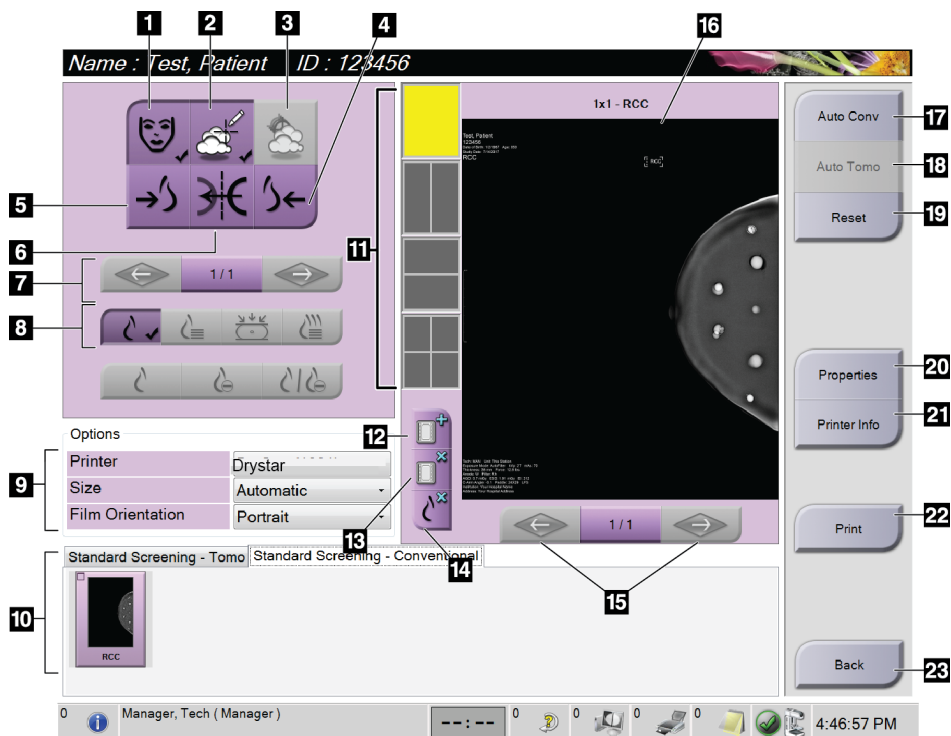 1
2
3
4
16
Name : Test, Patient ID : 123456
1x1 - RCC
Test, Patient
123456
RCC
RCC
Auto Conv
17
Auto Tomo
18
Reset
19
5
6
11
7
1 / 1
8
Properties
20
Printer Info
21
Options
12
Printer
Drystar
9
Size
Automatic
Film Orientation
Portrait
13
1 / 1
Print
22
Standard Screening - Tomo
Standard Screening - Conventional
14
15
10
RCC
Back
23
0
Manager, Tech ( Manager )
--:--
0
0
0
0
4:46:57 PM